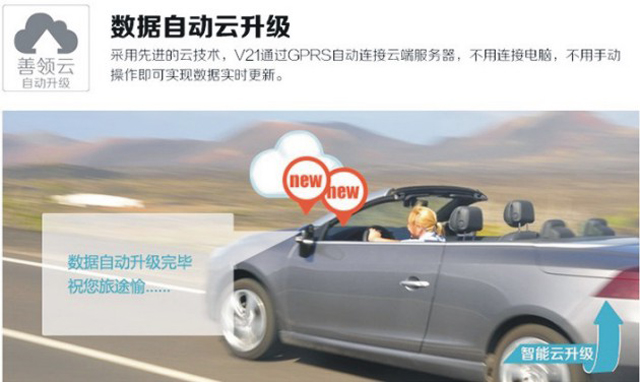 数据自动云升级
采用先进的云技术，V21通过GPRS自动连接云端服务器，不用连接电脑，不用手动
操作即可实现数据实时更新。
善领云
自动升级
new
new
数据自动升级完毕
祝您旅途愉......
智能云升级